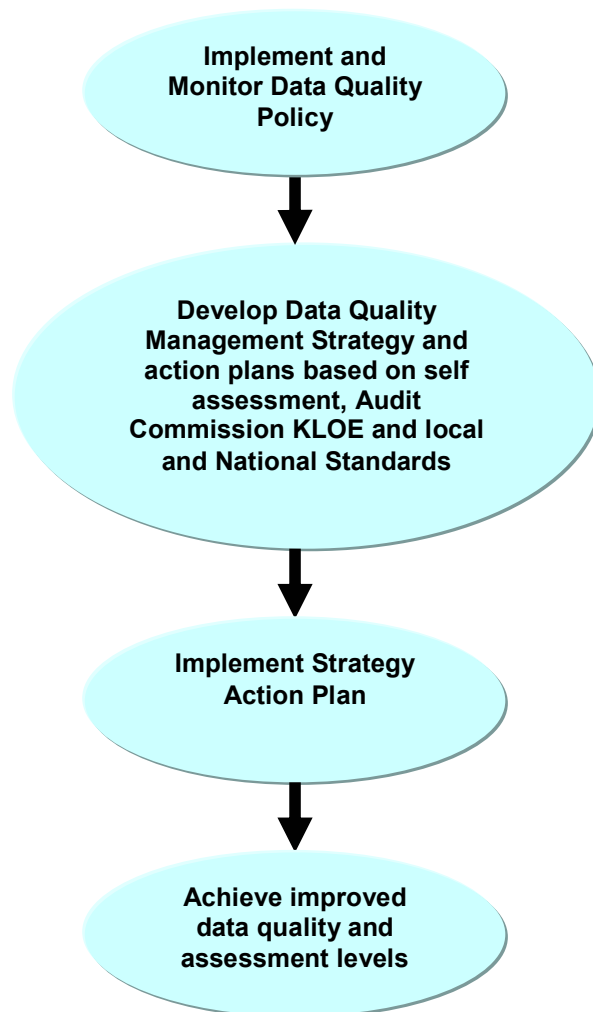 Implement and
Monitor Data Quality
Policy
Develop Data Quality
Management Strategy and
action plans based on self
assessment, Audit
Commission KLOE and local
and National Standards
Implement Strategy
Action Plan
Achieve improved
data quality and
assessment levels